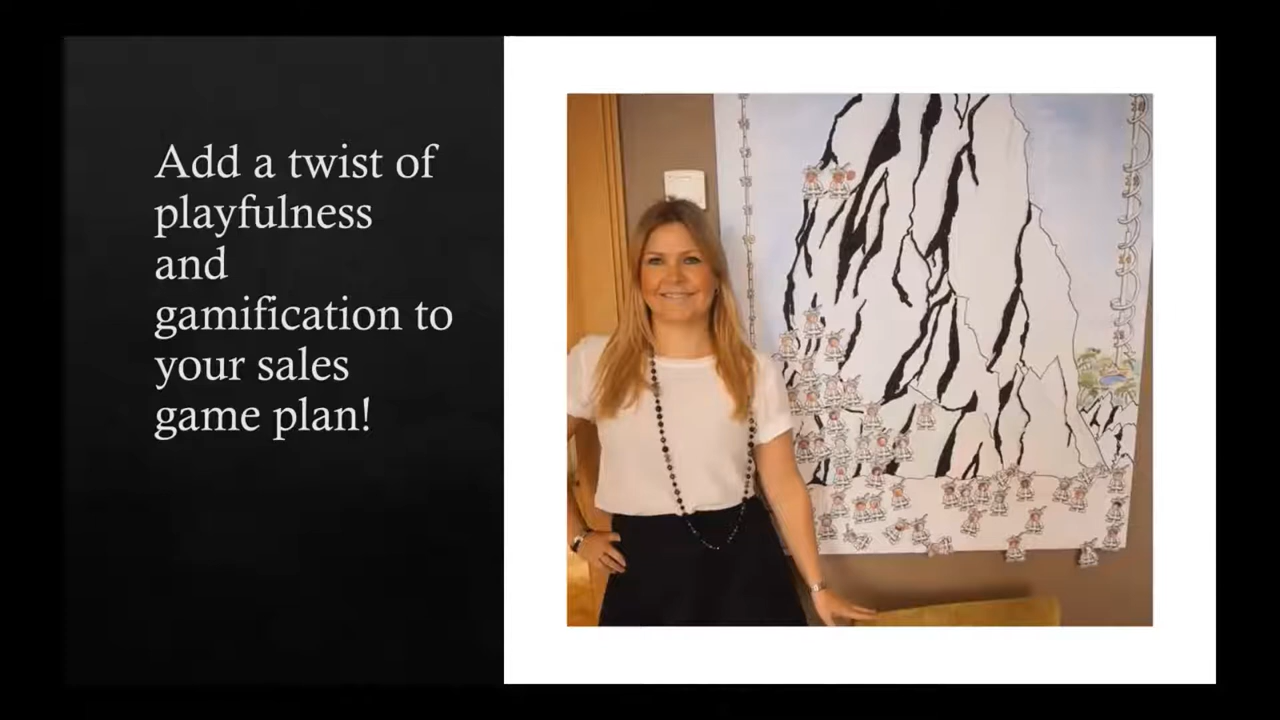 Add a twist of
playfulness
and
gamification to
your sales
game plan!